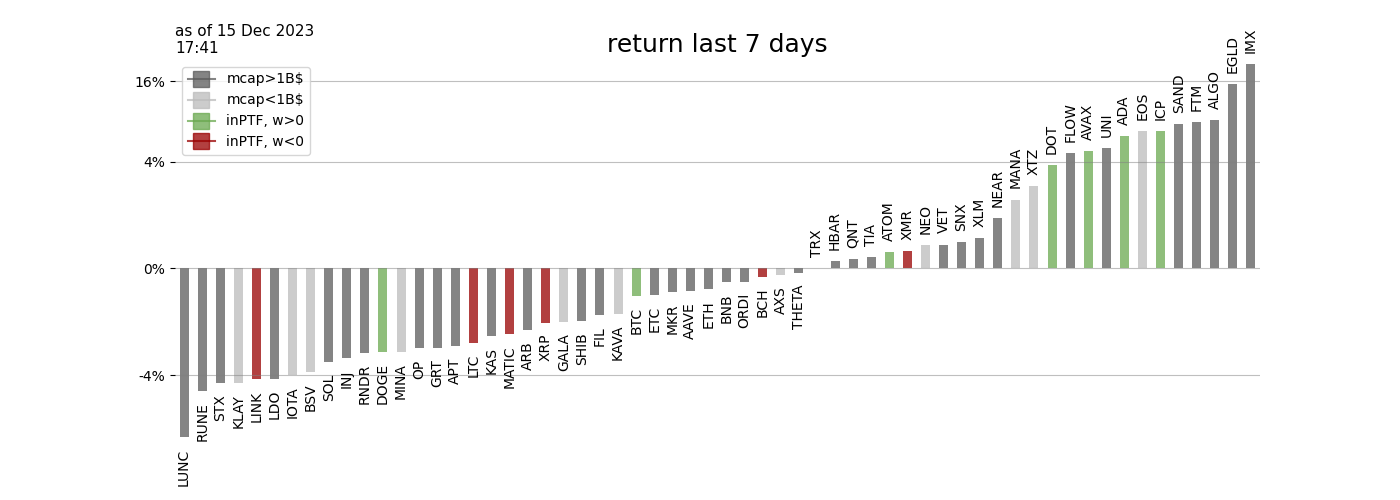 as of 15 Dec 2023
17:41
return last 7 days
mcap>1B$
mcap<1B$
inPTF, w>0
inPTF, w<0
16%
4%
0%
-4%
LUNC
RUNE
STX
KLAY
LINK
LDO
IOTA
BSV
SOL
INJ
RNDR
DOGE
MINA
OP
GRT
APT
LTC
KAS
MATIC
ARB
XRP
GALA
SHIB
FIL
KAVA
BTC
ETC
MKR
AAVE
ETH
BNB
ORDI
BCH
AXS
THETA
TRX
HBAR
QNT
TIA
ATOM
XMR
NEO
VET
SNX
XLM
NEAR
MANA
XTZ
DOT
FLOW
AVAX
UNI
ADA
EOS
ICP
SAND
FTM
ALGO
EGLD
IMX